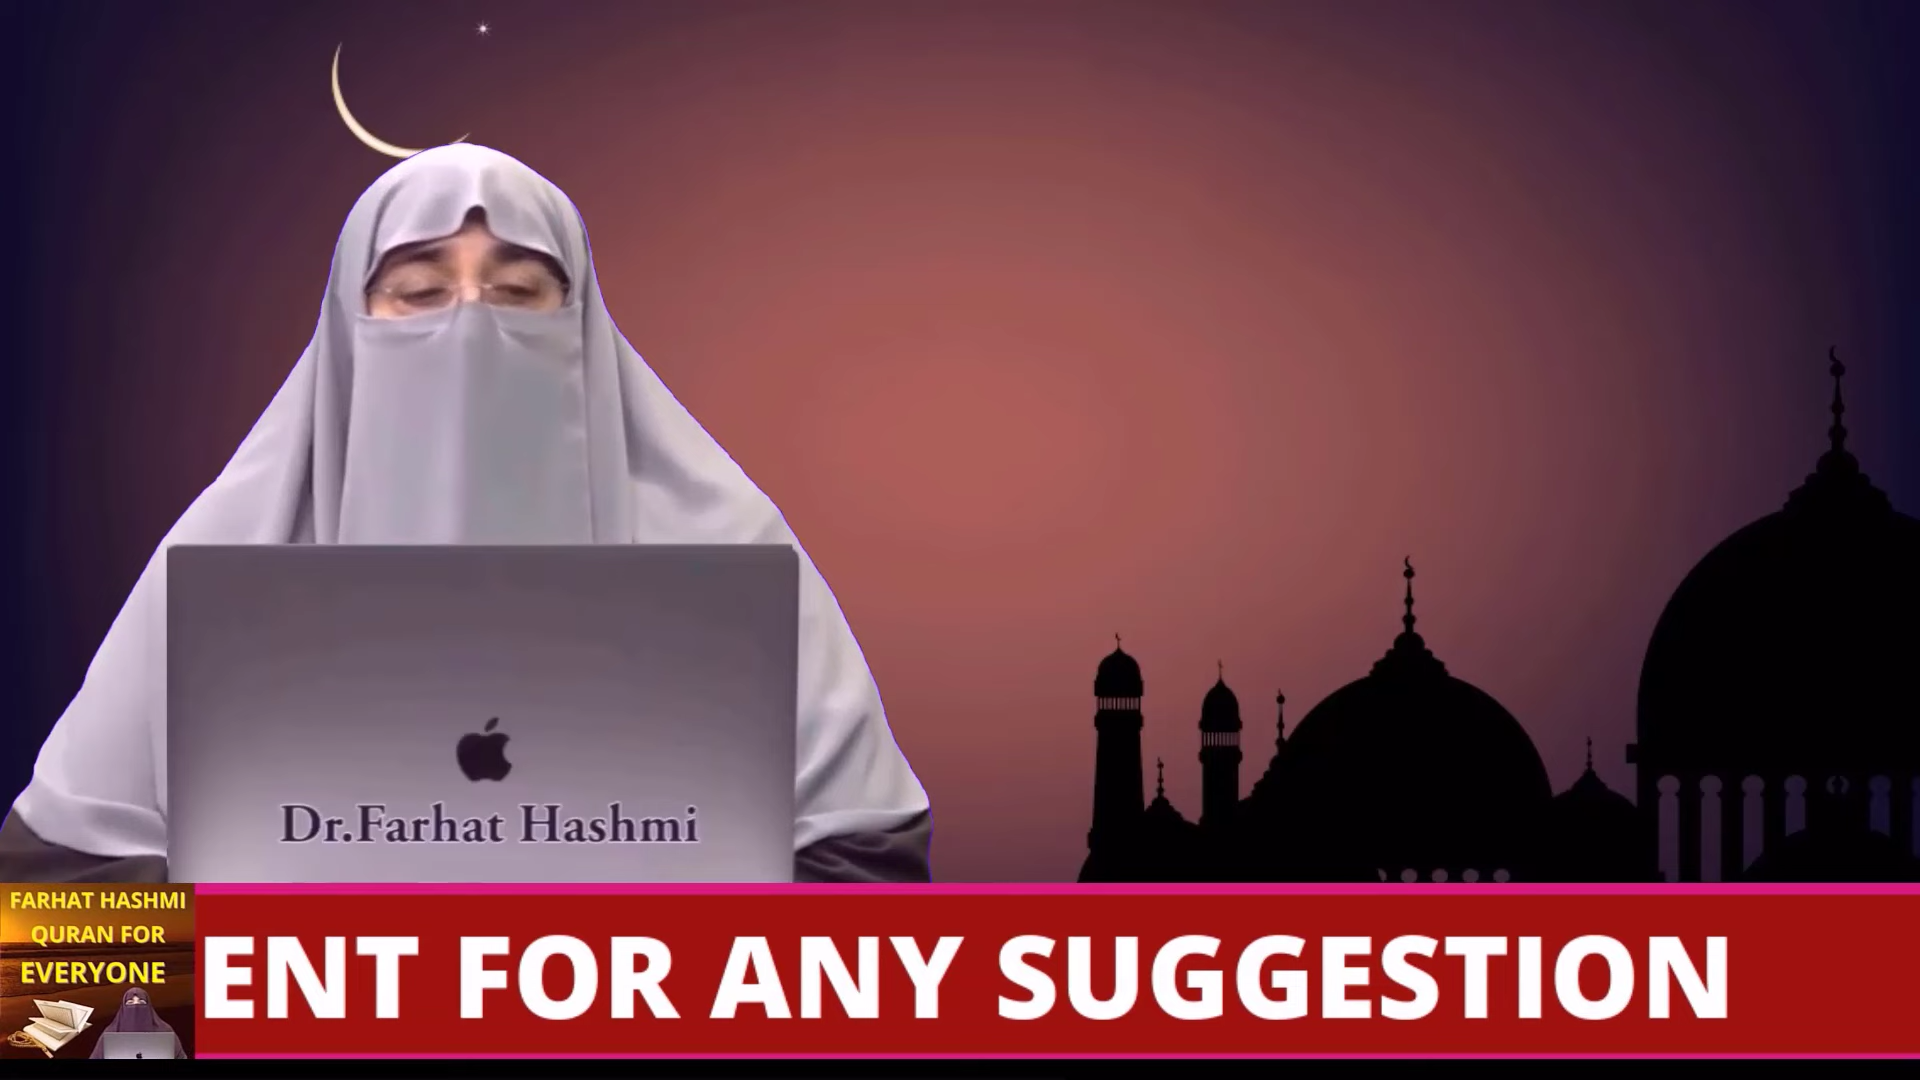 Dr.Farhat Hashmi
FARHAT HASHMI
QURAN FOR
EVERYONE
ENT FOR ANY SUGGESTION